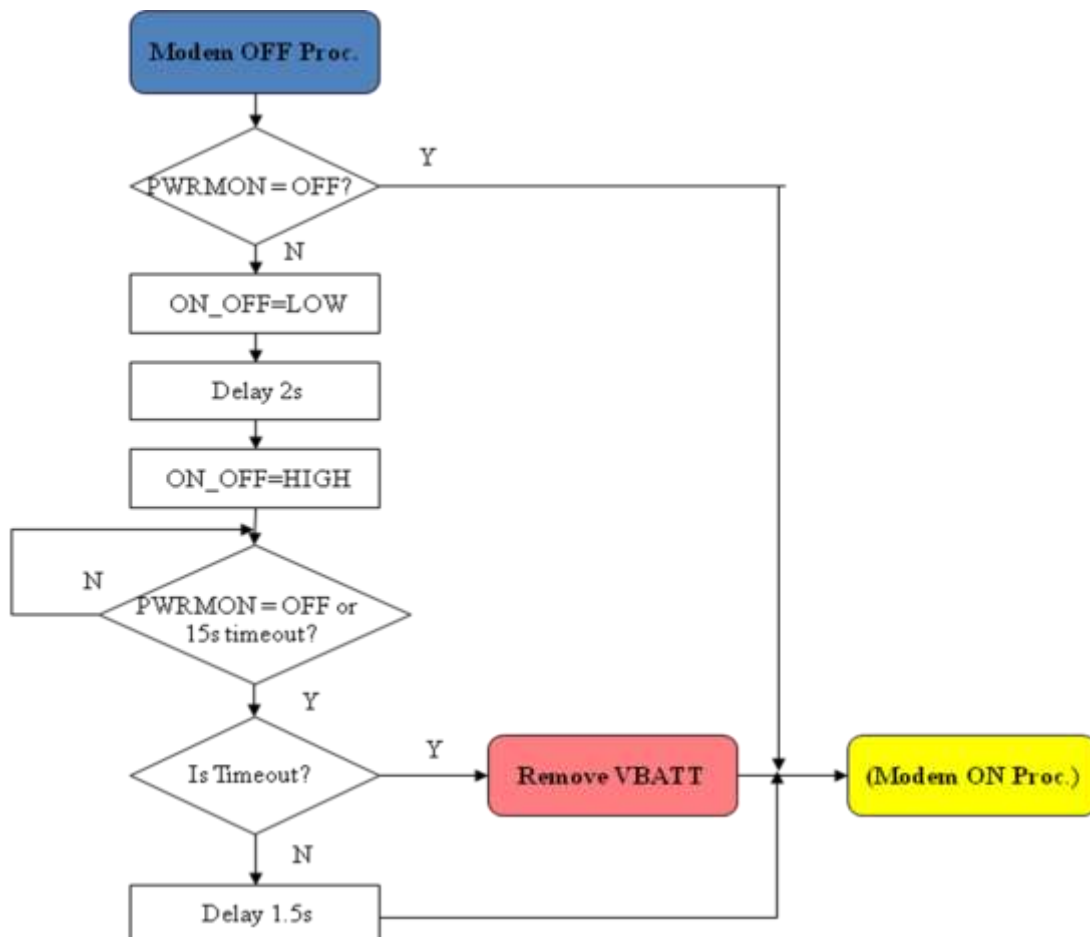 Modem OFF Proc.
Y
PWRMON = OFF?
N
ON_OFF=LOW
Delay 2s
ON_OFF=HIGH
N
PWRMON = OFF or
15s timeout?
Y
Is Timeout?
Y
Remove VBATT
(Modem ON Proc.)
N
Delay 1.5s